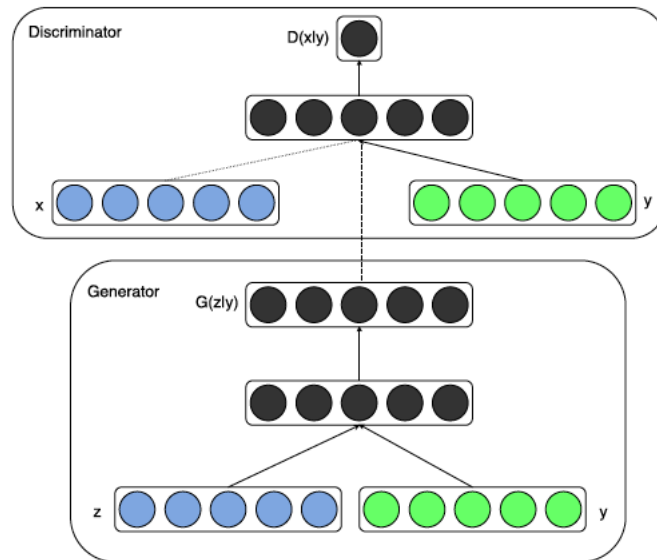 Discriminator
D(x|y)
x
y
Generator
G(z|y)
z
y